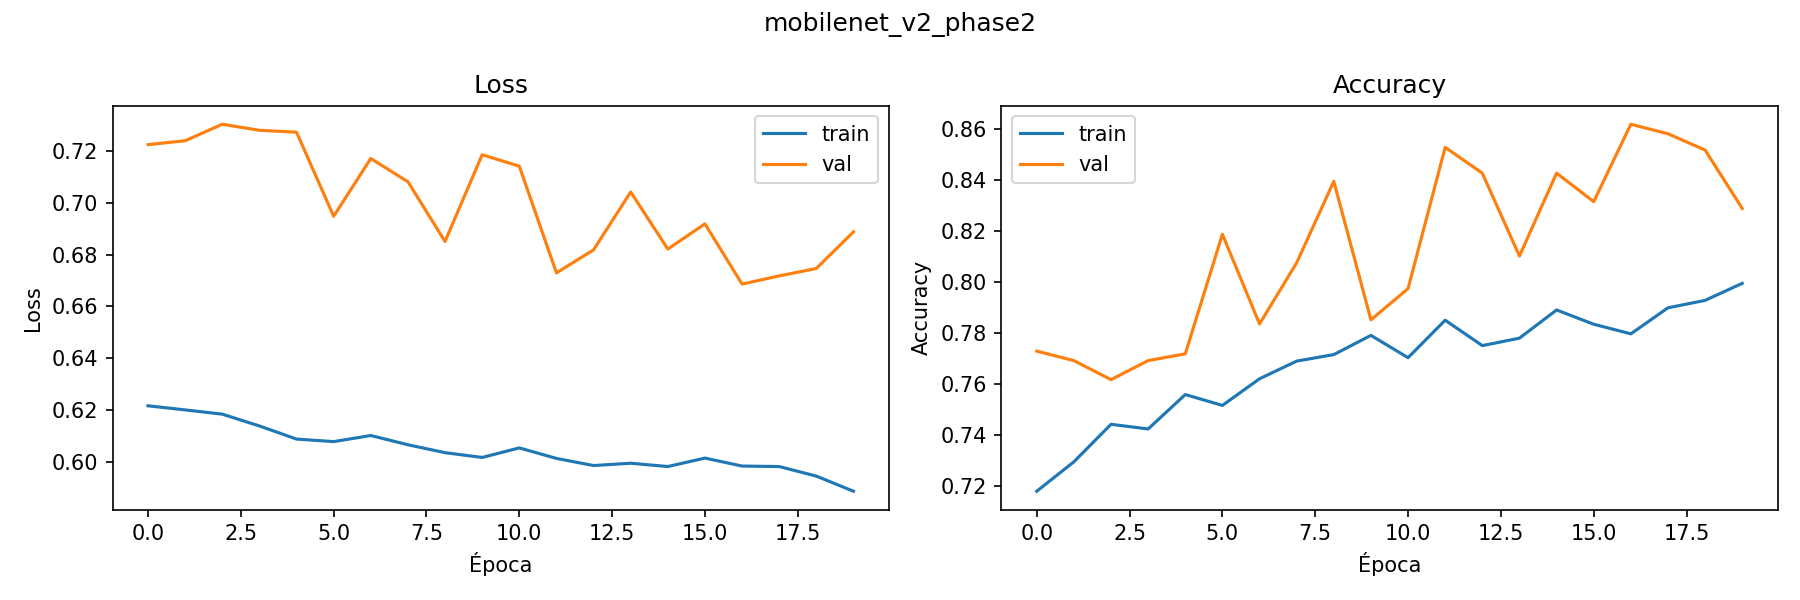 mobilenet_v2_phase2
Loss
train
val
0.72
0.70
0.68
0.66
0.64
0.62
0.60
Loss
0.0 2.5 5.0 7.5 10.0 12.5 15.0 17.5
Época
Accuracy
train
val
0.86
0.84
0.82
0.80
0.78
0.76
0.74
0.72
Accuracy
0.0 2.5 5.0 7.5 10.0 12.5 15.0 17.5
Época